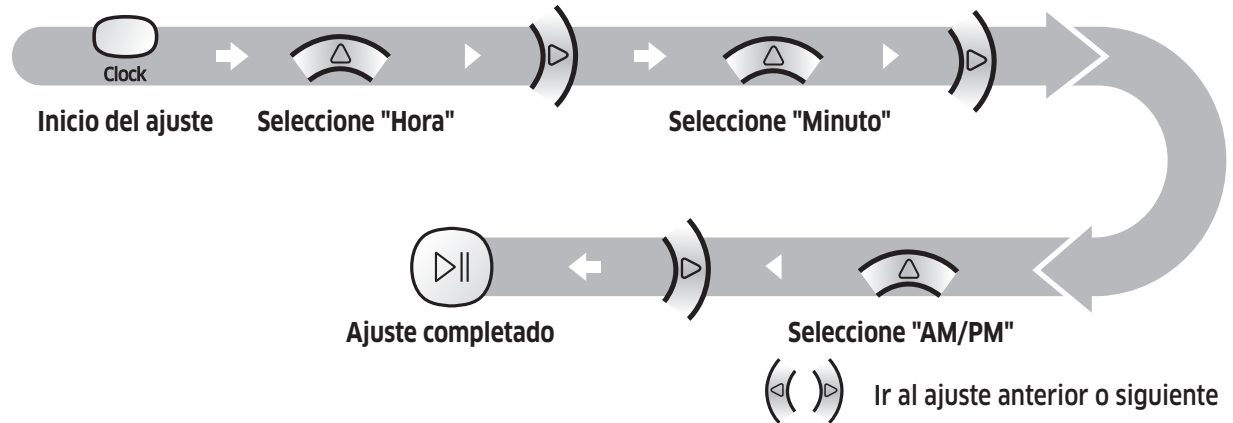 Clock
Inicio del ajuste
Seleccione "Hora"
Seleccione "Minuto"
Ajuste completado
Seleccione "AM/PM"
Ir al ajuste anterior o siguiente